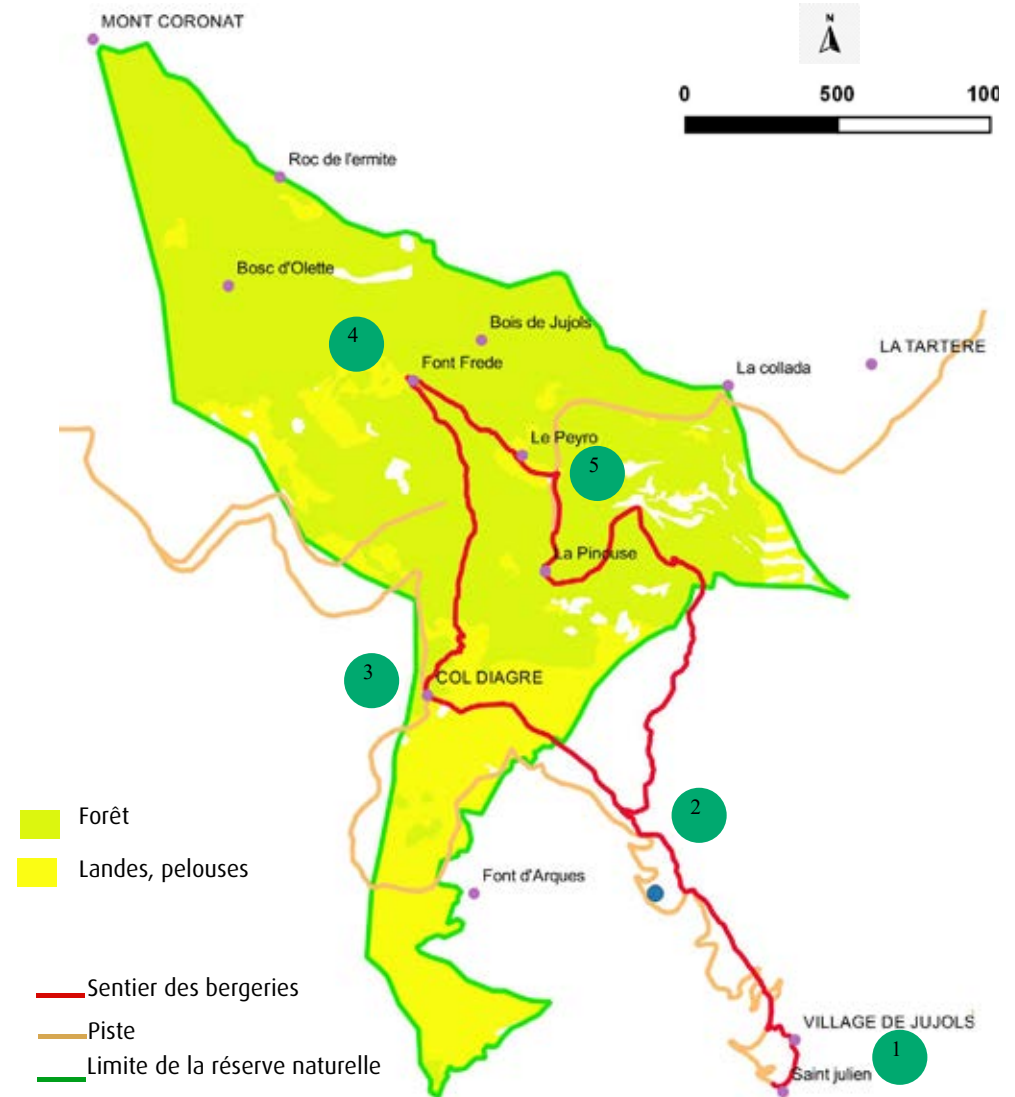 MONT CORONAT
N
0 500 100
Roc de l'ermite
Bosc d'Olette
4
Bois de Jujols
LA TARTERE
Font Frede
La collada
Le Peyro
5
La Pinouse
3
COL DIAGRE
2
Forêt
Landes, pelouses
Font d'Arques
Sentier des bergeries
Piste
VILLAGE DE JUJOLS
1
Limite de la réserve naturelle
Saint julien